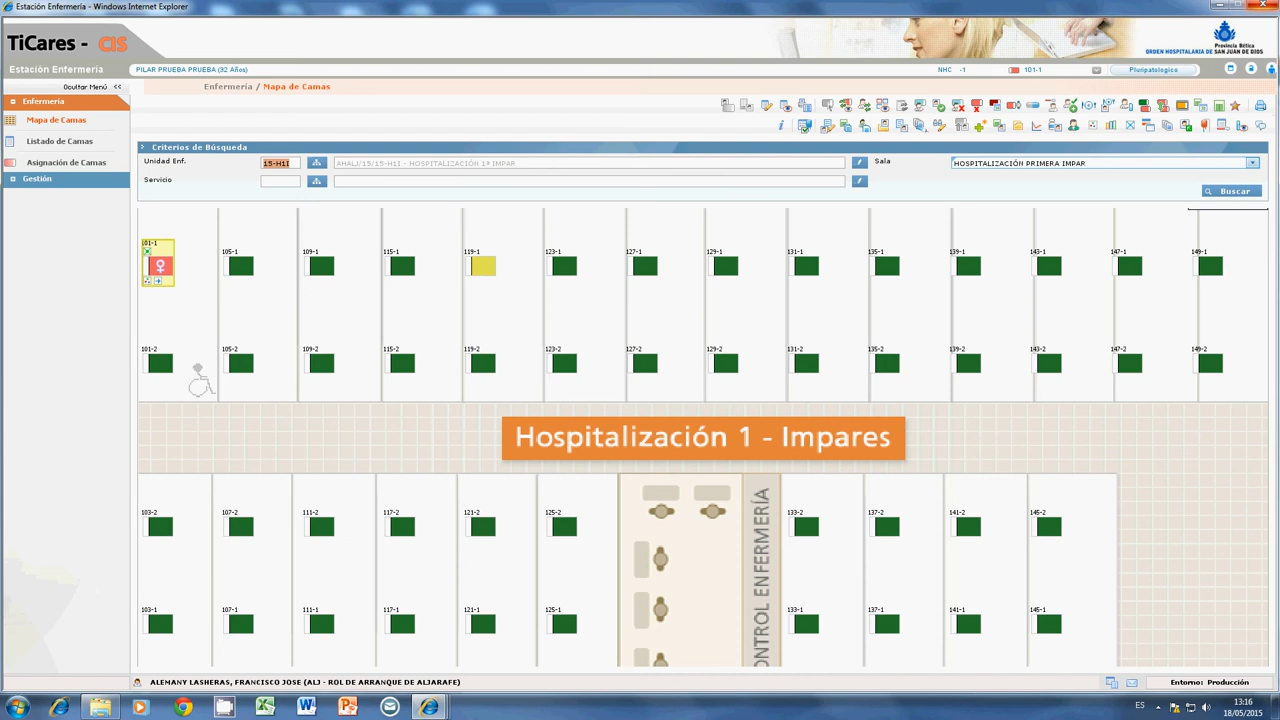 Estación Enfermería - Windows Internet Explorer
TiCares - CIS
Provincia Bética
ORDEN HOSPITALARIA DE SAN JUAN DE DIOS
Estación Enfermería
PILAR PRUEBA PRUEBA (32 Años)
NHC -1
101-1
Pluripatologico
Ocultar Menú <<
Enfermería / Mapa de Camas
Enfermería
Mapa de Camas
Listado de Camas
Asignación de Camas
Gestión
Criterios de Búsqueda
Unidad Enf. 15-H1I AHALJ/15/15-H1I - HOSPITALIZACIÓN 1ª IMPAR Sala HOSPITALIZACIÓN PRIMERA IMPAR
Servicio
Buscar
101-1
105-1 109-1 115-1 119-1 123-1 127-1 129-1 131-1 135-1 139-1 143-1 147-1 149-1
101-2 105-2 109-2 115-2 119-2 123-2 127-2 129-2 131-2 135-2 139-2 143-2 147-2 149-2
Hospitalización 1 - Impares
103-2 107-2 111-2 117-2 121-2 125-2 133-2 137-2 141-2 145-2
CONTROL ENFERMERÍA
103-1 107-1 111-1 117-1 121-1 125-1 133-1 137-1 141-1 145-1
ALEMANY LASHERAS, FRANCISCO JOSE (ALJ - ROL DE ARRANQUE DE ALJARAFE)
Entorno: Producción
ES
13:16
18/05/2015